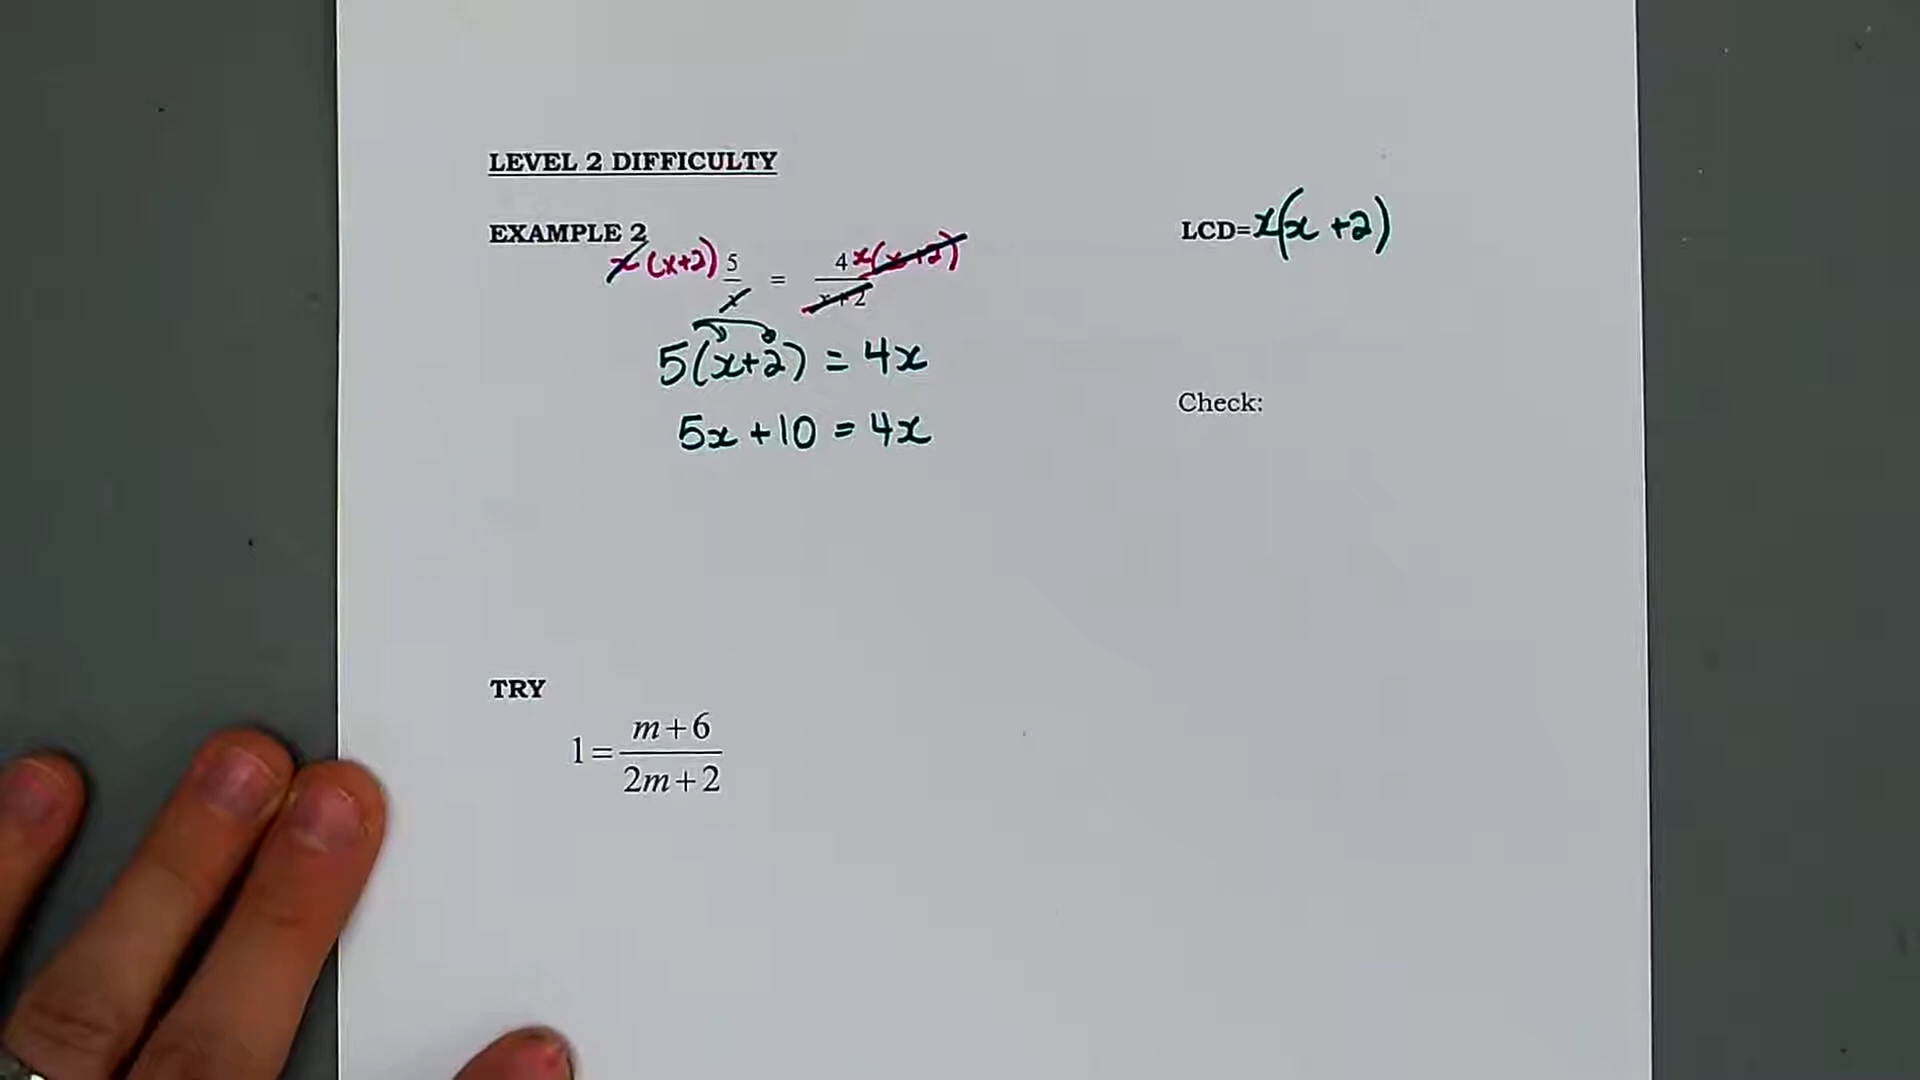 LEVEL 2 DIFFICULTY
EXAMPLE 2
x(x+2) 5/x = 4x(x+2)/x+2
LCD=x(x+2)
5(x+2) = 4x
Check:
5x+10 = 4x
TRY
1 = m+6/2m+2